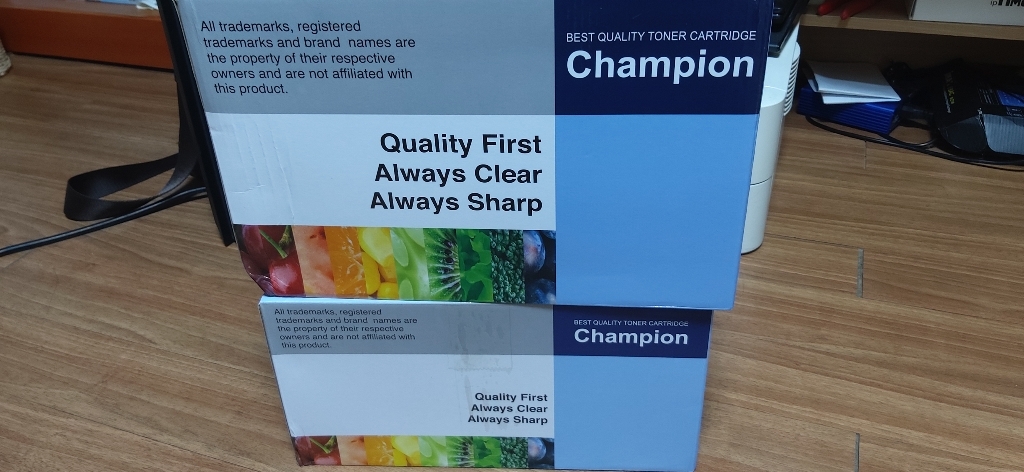 All trademarks, registered
trademarks and brand names are
the property of their respective
owners and are not affiliated with
this product.
BEST QUALITY TONER CARTRIDGE
Champion
Quality First
Always Clear
Always Sharp
All trademarks, registered
trademarks and brand names are
the property of their respective
owners and are not affiliated with
this product.
BEST QUALITY TONER CARTRIDGE
Champion
Quality First
Always Clear
Always Sharp